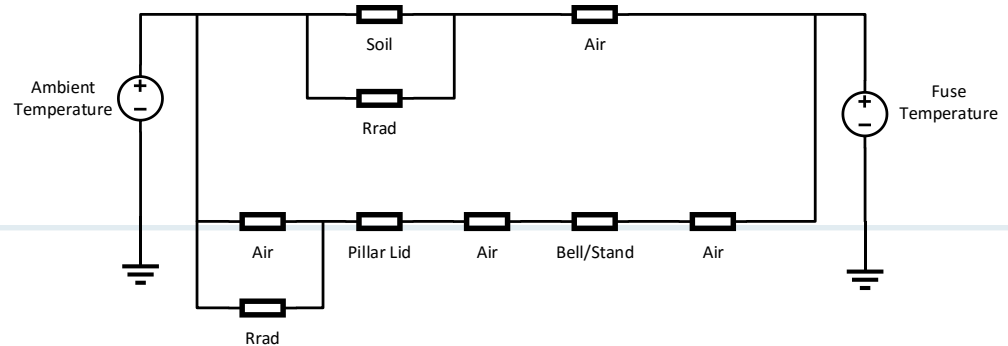 Soil
Air
Ambient
Temperature
+
−
Fuse
Temperature
+
−
Rrad
Air
Pillar Lid
Air
Bell/Stand
Air
Rrad